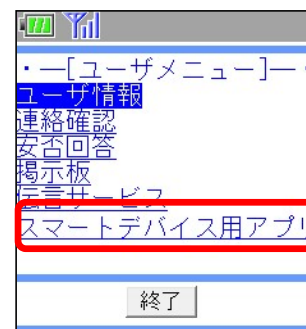 ・―[ユーザメニュー]―・
ユーザ情報
連絡確認
安否回答
掲示板
伝言サービス
スマートデバイス用アプリ
終了